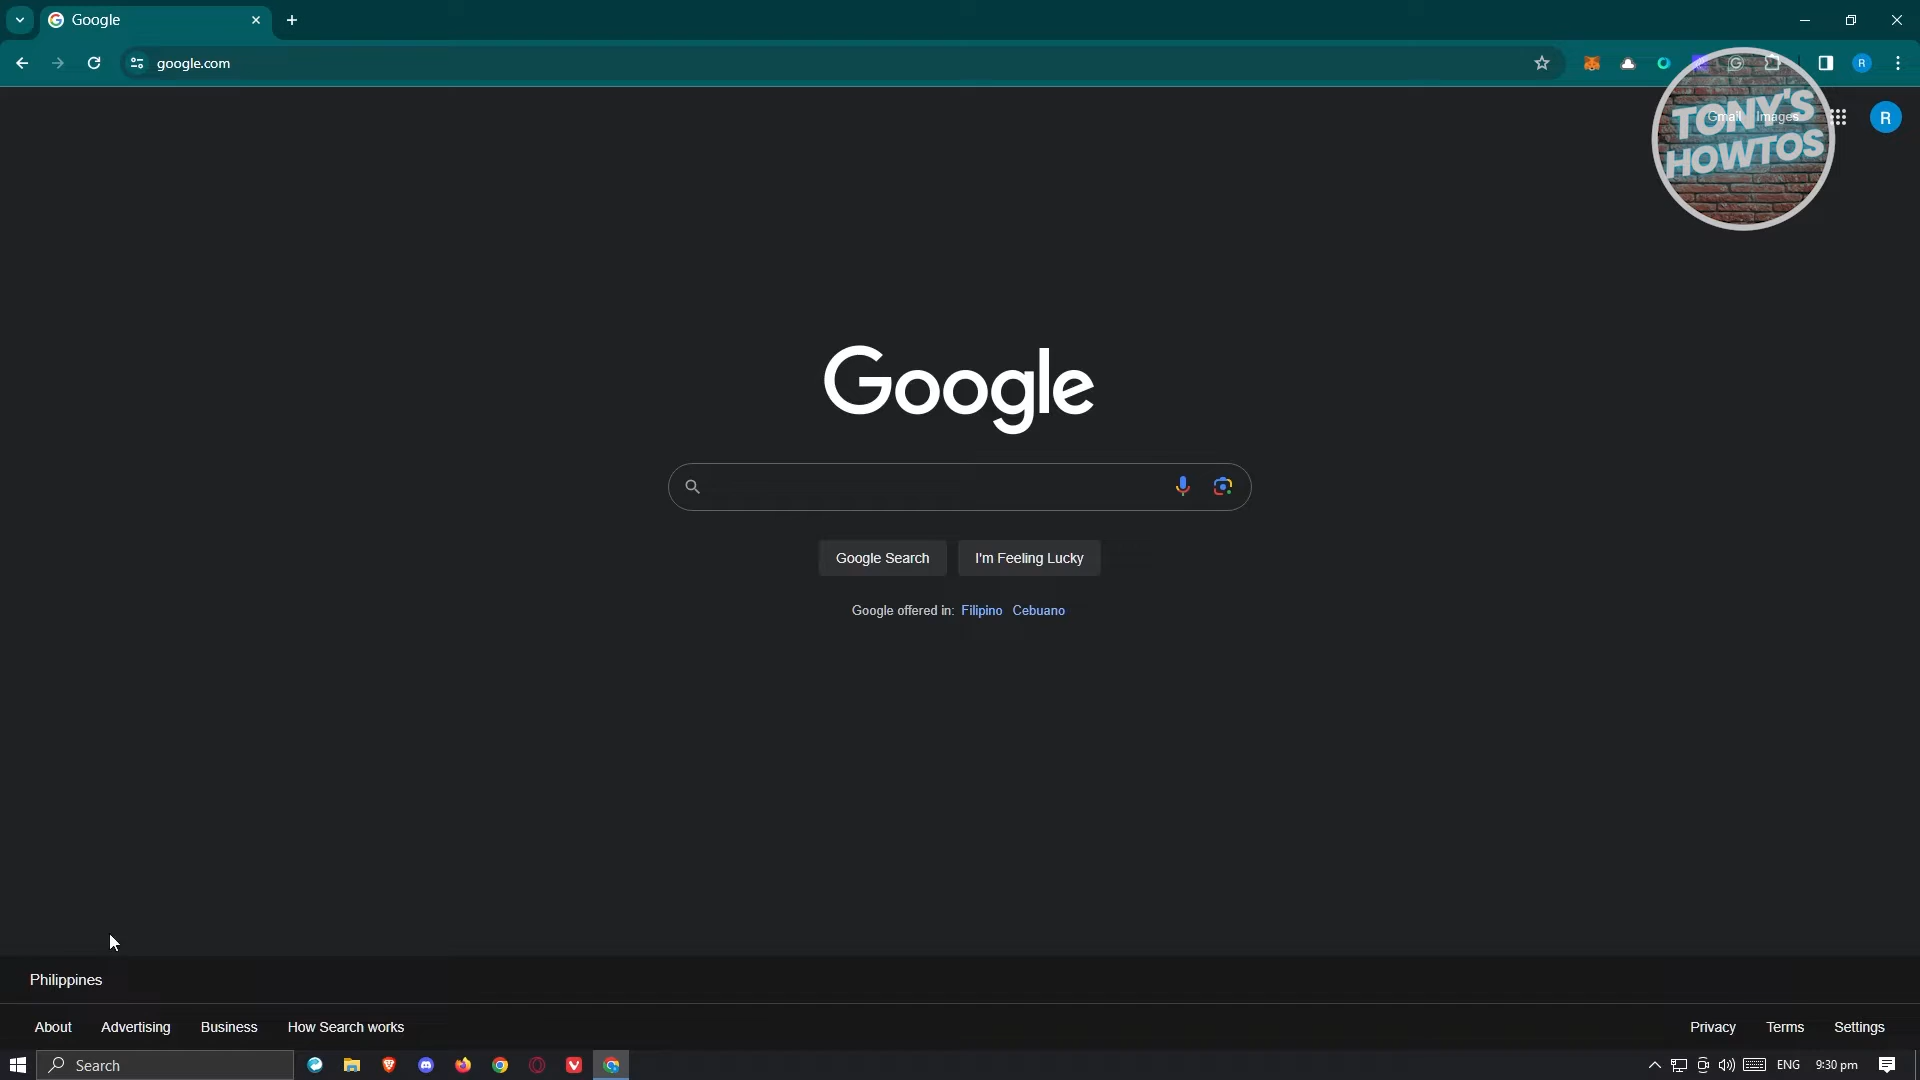 Google
google.com
R
TONY'S
HOWTOS
Gmail Images
R
Google
Google Search
I'm Feeling Lucky
Google offered in: Filipino Cebuano
Philippines
About Advertising Business How Search works
Privacy Terms Settings
Search
ENG 9:30 pm